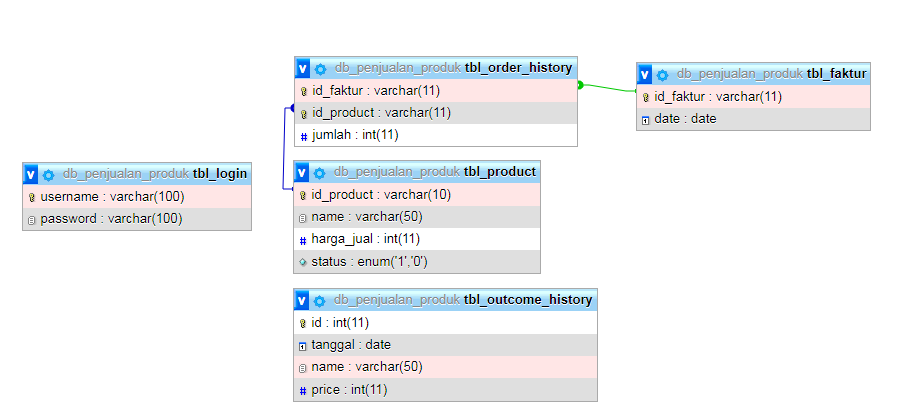 v db_penjualan_produk tbl_order_history
id_faktur : varchar(11)
id_product : varchar(11)
# jumlah : int(11)
v db_penjualan_produk tbl_faktur
id_faktur : varchar(11)
date : date
v db_penjualan_produk tbl_login
username : varchar(100)
password : varchar(100)
v db_penjualan_produk tbl_product
id_product : varchar(10)
name : varchar(50)
# harga_jual : int(11)
status : enum('1','0')
v db_penjualan_produk tbl_outcome_history
id : int(11)
tanggal : date
name : varchar(50)
# price : int(11)